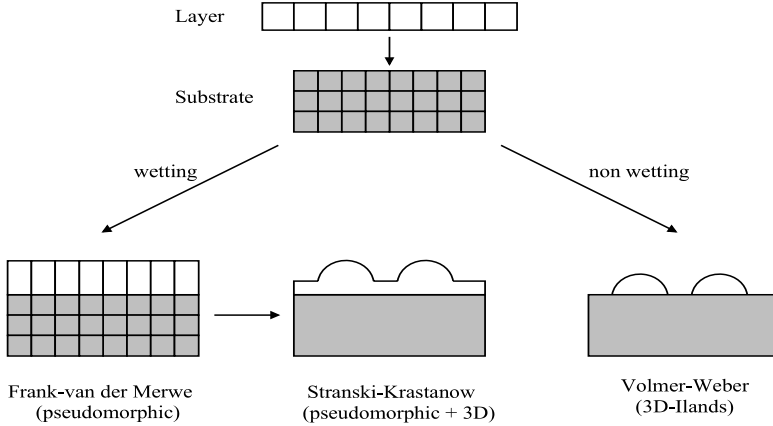 Layer
Substrate
wetting
non wetting
Frank-van der Merwe
(pseudomorphic)
Stranski-Krastanow
(pseudomorphic + 3D)
Volmer-Weber
(3D-Ilands)